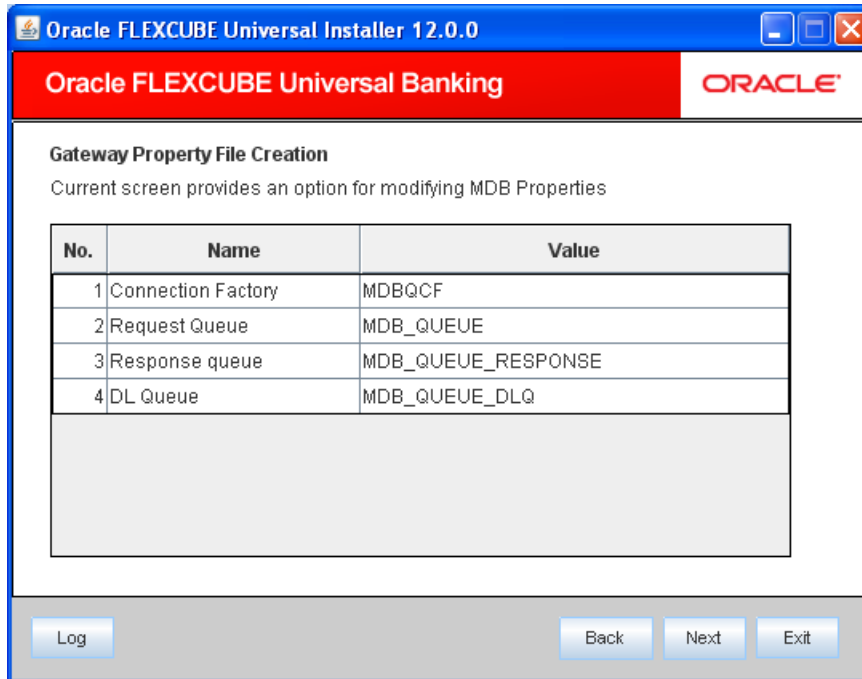 Oracle FLEXCUBE Universal Installer 12.0.0
Oracle FLEXCUBE Universal Banking
ORACLE
Gateway Property File Creation
Current screen provides an option for modifying MDB Properties
No. Name Value
1 Connection Factory MDBQCF
2 Request Queue MDB_QUEUE
3 Response queue MDB_QUEUE_RESPONSE
4 DL Queue MDB_QUEUE_DLQ
Log Back Next Exit